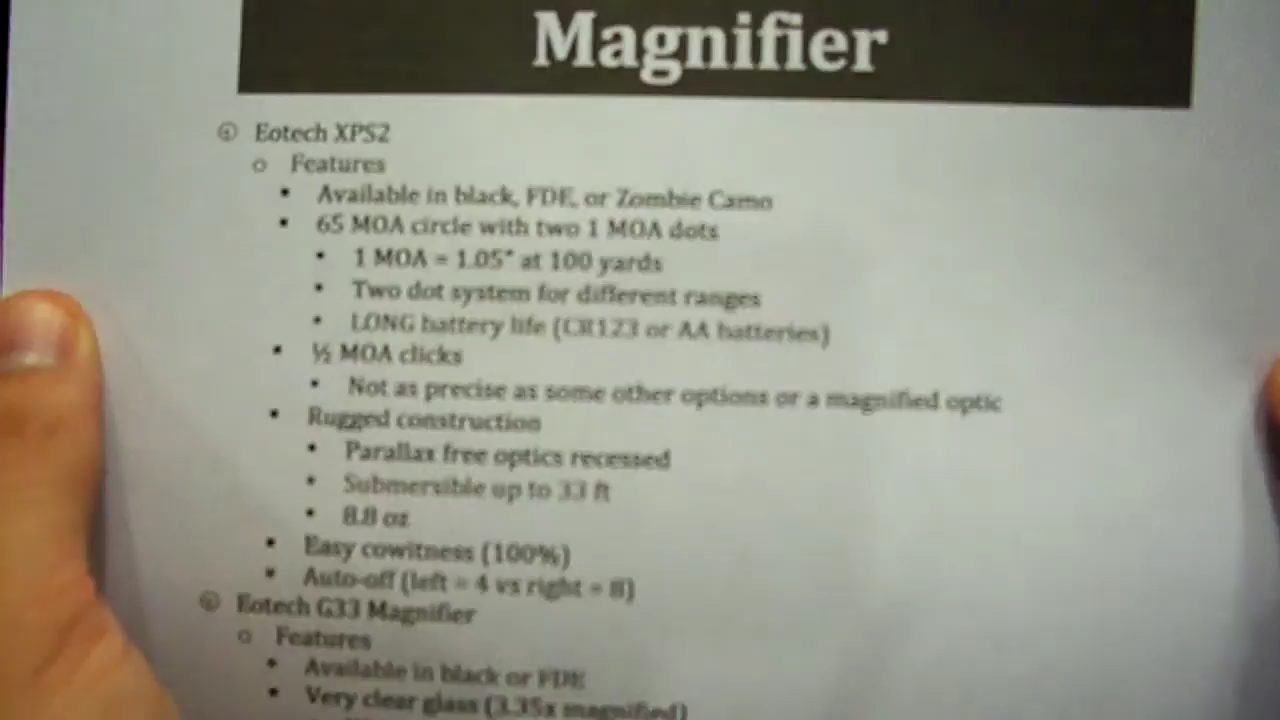 Magnifier
Eotech XPS2
o Features
▪ Available in black, FDE, or Zombie Camo
▪ 65 MOA circle with two 1 MOA dots
• 1 MOA = 1.05" at 100 yards
• Two dot system for different ranges
• LONG battery life (CR123 or AA batteries)
▪ ½ MOA clicks
• Not as precise as some other options or a magnified optic
▪ Rugged construction
• Parallax free optics recessed
• Submersible up to 33 ft
• 8.8 oz
▪ Easy cowitness (100%)
▪ Auto-off (left = 4 vs right = 8)
Eotech G33 Magnifier
o Features
▪ Available in black or FDE
▪ Very clear glass (3.35x magnified)